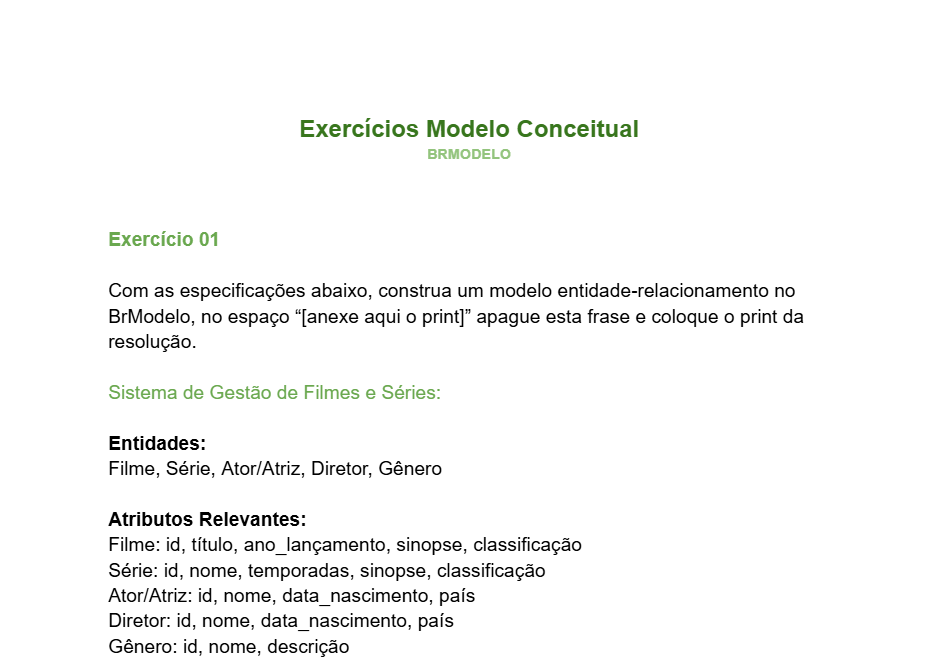 Exercícios Modelo Conceitual
BRMODELO
Exercício 01
Com as especificações abaixo, construa um modelo entidade-relacionamento no
BrModelo, no espaço “[anexe aqui o print]” apague esta frase e coloque o print da
resolução.
Sistema de Gestão de Filmes e Séries:
Entidades:
Filme, Série, Ator/Atriz, Diretor, Gênero
Atributos Relevantes:
Filme: id, título, ano_lançamento, sinopse, classificação
Série: id, nome, temporadas, sinopse, classificação
Ator/Atriz: id, nome, data_nascimento, país
Diretor: id, nome, data_nascimento, país
Gênero: id, nome, descrição